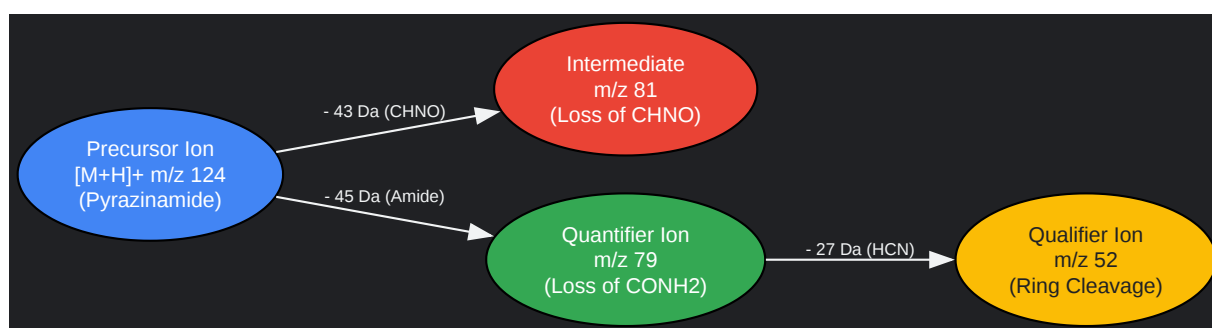 Precursor Ion
[M+H]+ m/z 124
(Pyrazinamide)
- 43 Da (CHNO)
Intermediate
m/z 81
(Loss of CHNO)
- 45 Da (Amide)
Quantifier Ion
m/z 79
(Loss of CONH2)
- 27 Da (HCN)
Qualifier Ion
m/z 52
(Ring Cleavage)